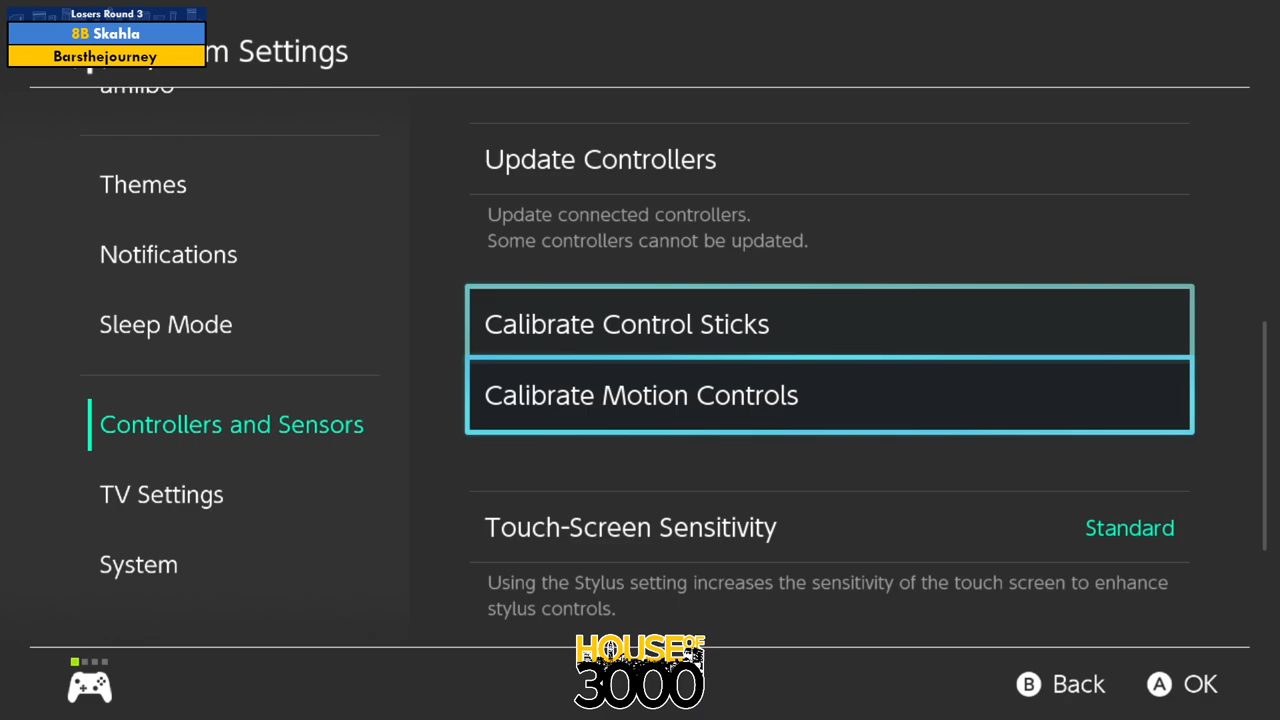 Losers Round 3
8B Skahla
Barsthejourney
m Settings
amiibo
Themes
Notifications
Sleep Mode
Controllers and Sensors
TV Settings
System
Update Controllers
Update connected controllers.
Some controllers cannot be updated.
Calibrate Control Sticks
Calibrate Motion Controls
Touch-Screen Sensitivity Standard
Using the Stylus setting increases the sensitivity of the touch screen to enhance
stylus controls.
HOUSE OF
3000
B Back A OK